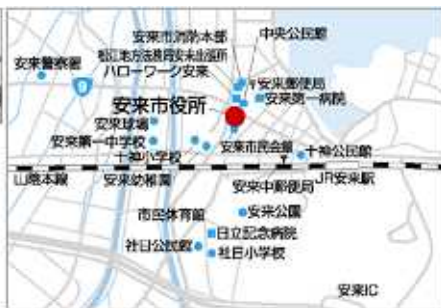 安来市消防本部
中央公民館
松江地方法務局安来出張所
安来警察署
ハローワーク安来
安来郵便局
9
安来第一病院
安来市役所
安来球場
安来第一中学校
安来市民会館
十神公民館
十神小学校
山陰本線
安来幼稚園
安来中郵便局
JR安来駅
市民体育館
安来公園
日立記念病院
社日公民館
社日小学校
安来IC